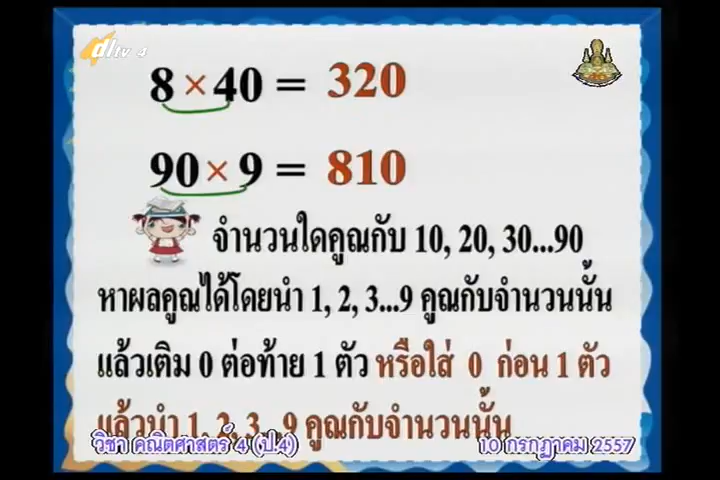 dltv 4
8 × 40 = 320
90 × 9 = 810
จำนวนใดคูณกับ 10, 20, 30...90
หาผลคูณได้โดยนำ 1, 2, 3...9 คูณกับจำนวนนั้น
แล้วเติม 0 ต่อท้าย 1 ตัว หรือใส่ 0 ก่อน 1 ตัว
แล้วนำ 1, 2, 3...9 คูณกับจำนวนนั้น
วิชา คณิตศาสตร์ 4 (ป.4)
10 กรกฎาคม 2557